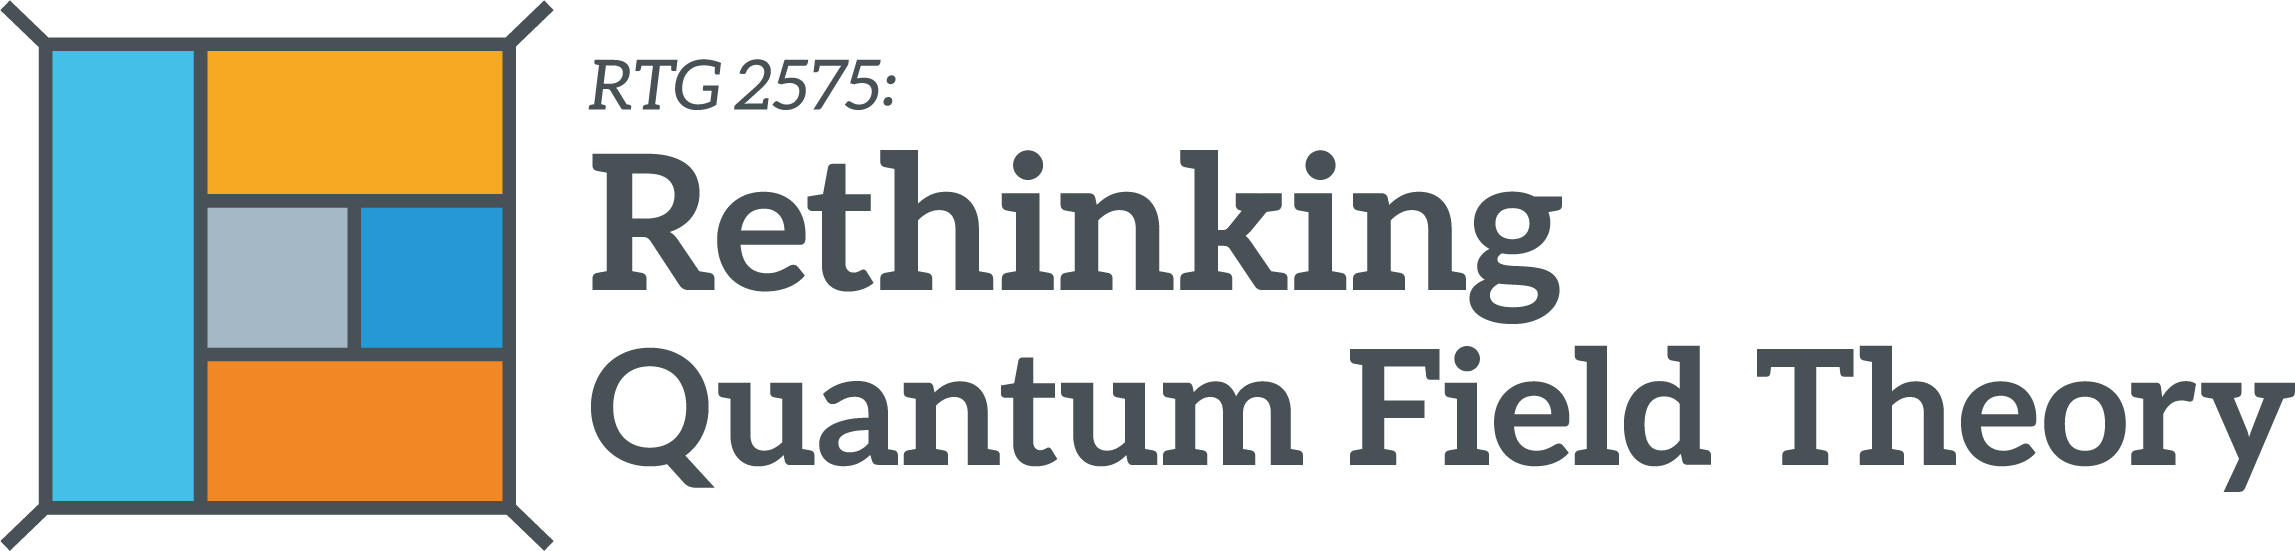 RTG 2575:
Rethinking
Quantum Field Theory